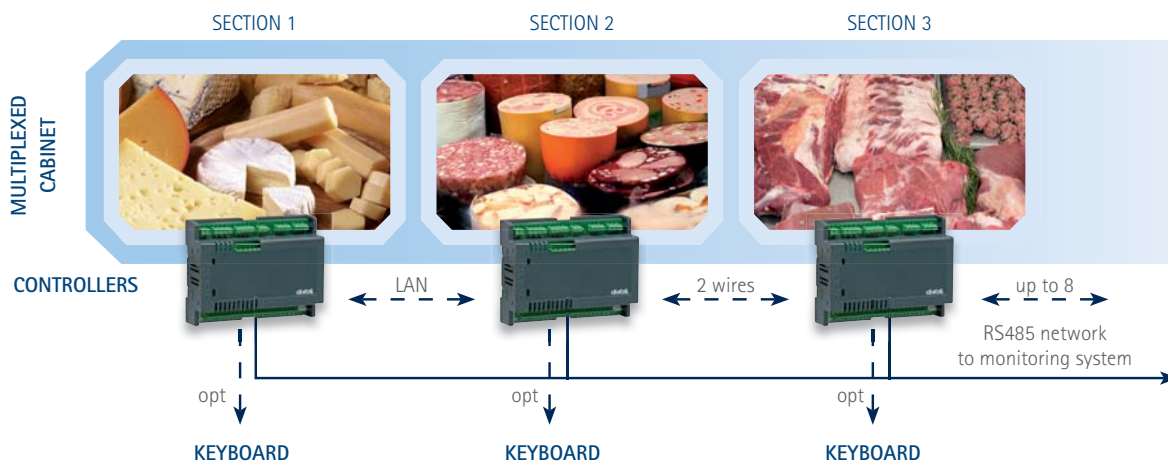 SECTION 1
SECTION 2
SECTION 3
MULTIPLEXED
CABINET
CONTROLLERS
LAN
2 wires
up to 8
RS485 network
to monitoring system
opt
opt
opt
KEYBOARD
KEYBOARD
KEYBOARD